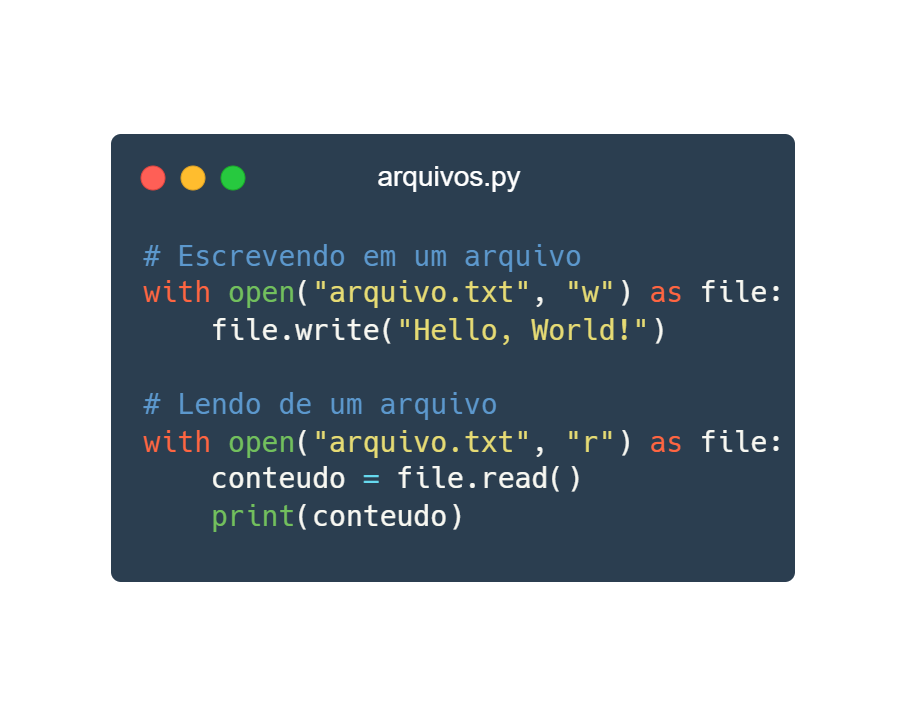 arquivos.py
# Escrevendo em um arquivo
with open("arquivo.txt", "w") as file:
    file.write("Hello, World!")
# Lendo de um arquivo
with open("arquivo.txt", "r") as file:
    conteudo = file.read()
    print(conteudo)